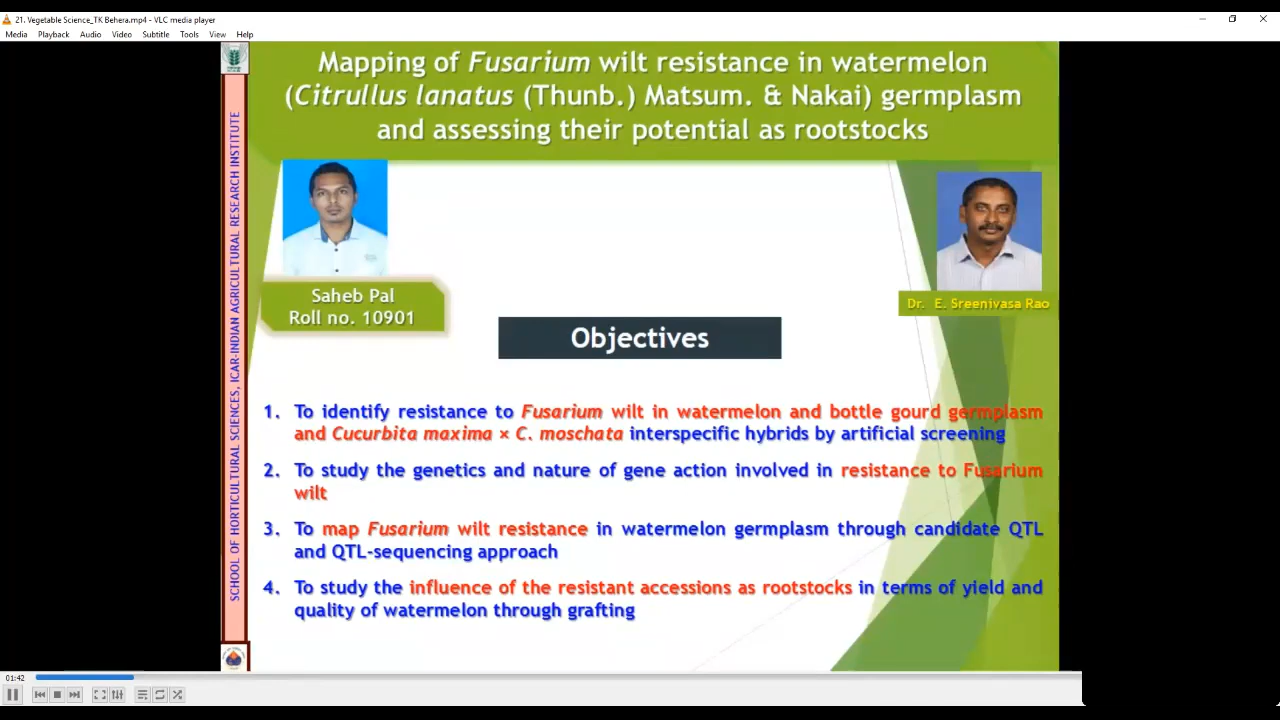 21. Vegetable Science_TK Behera.mp4 - VLC media player
Media Playback Audio Video Subtitle Tools View Help
Mapping of Fusarium wilt resistance in watermelon
(Citrullus lanatus (Thunb.) Matsum. & Nakai) germplasm
and assessing their potential as rootstocks
SCHOOL OF HORTICULTURAL SCIENCES, ICAR-INDIAN AGRICULTURAL RESEARCH INSTITUTE
Saheb Pal
Roll no. 10901
Dr. E. Sreenivasa Rao
Objectives
1. To identify resistance to Fusarium wilt in watermelon and bottle gourd germplasm
and Cucurbita maxima × C. moschata interspecific hybrids by artificial screening
2. To study the genetics and nature of gene action involved in resistance to Fusarium
wilt
3. To map Fusarium wilt resistance in watermelon germplasm through candidate QTL
and QTL-sequencing approach
4. To study the influence of the resistant accessions as rootstocks in terms of yield and
quality of watermelon through grafting
01:42